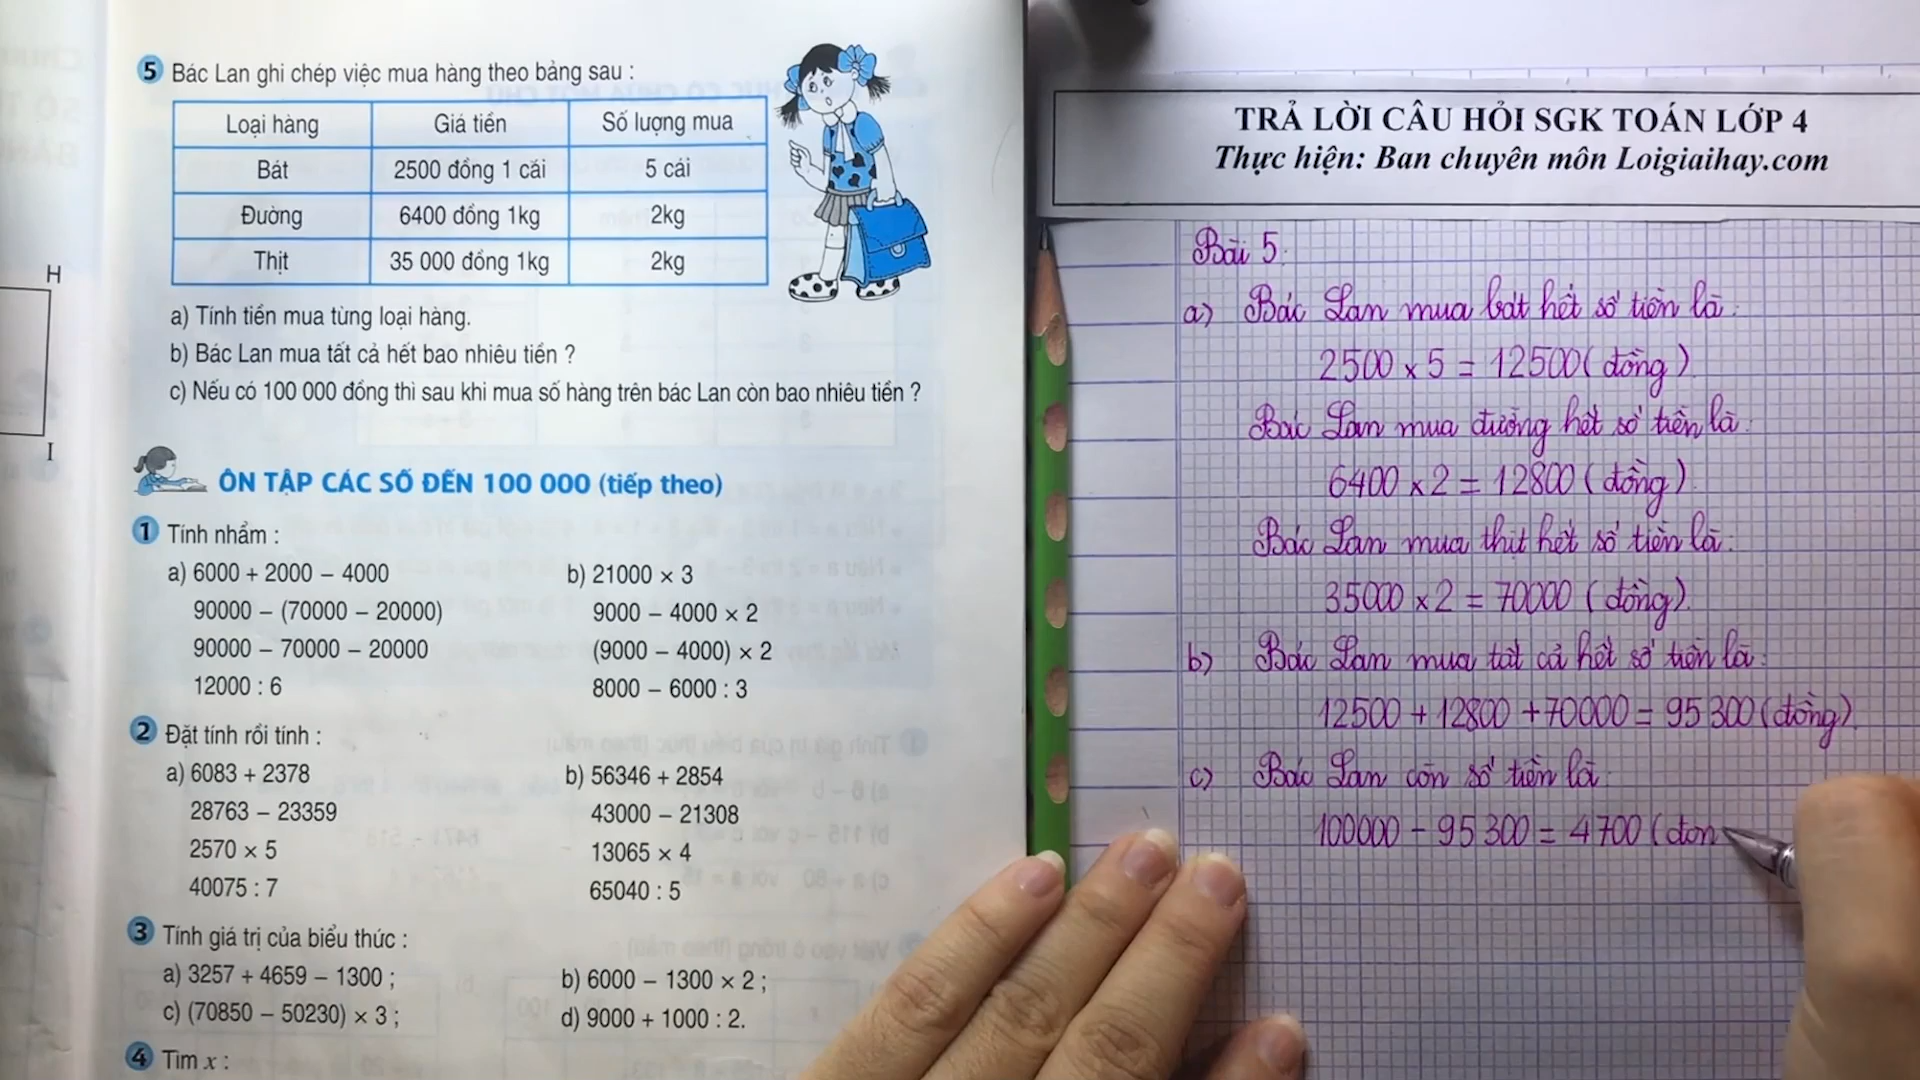 5 Bác Lan ghi chép việc mua hàng theo bảng sau :
Loại hàng Giá tiền Số lượng mua
Bát 2500 đồng 1 cái 5 cái
Đường 6400 đồng 1kg 2kg
Thịt 35 000 đồng 1kg 2kg
a) Tính tiền mua từng loại hàng.
b) Bác Lan mua tất cả hết bao nhiêu tiền ?
c) Nếu có 100 000 đồng thì sau khi mua số hàng trên bác Lan còn bao nhiêu tiền ?
H
I
ÔN TẬP CÁC SỐ ĐẾN 100 000 (tiếp theo)
1 Tính nhẩm :
a) 6000 + 2000 – 4000 b) 21000 × 3
90000 – (70000 – 20000) 9000 – 4000 × 2
90000 – 70000 – 20000 (9000 – 4000) × 2
12000 : 6 8000 – 6000 : 3
2 Đặt tính rồi tính :
a) 6083 + 2378 b) 56346 + 2854
28763 – 23359 43000 – 21308
2570 × 5 13065 × 4
40075 : 7 65040 : 5
3 Tính giá trị của biểu thức :
a) 3257 + 4659 – 1300 ; b) 6000 – 1300 × 2 ;
c) (70850 – 50230) × 3 ; d) 9000 + 1000 : 2.
4 Tìm x :
TRẢ LỜI CÂU HỎI SGK TOÁN LỚP 4
Thực hiện: Ban chuyên môn Loigiaihay.com
Bài 5:
a) Bác Lan mua bát hết số tiền là:
2500 × 5 = 12500 (đồng)
Bác Lan mua đường hết số tiền là:
6400 × 2 = 12800 (đồng)
Bác Lan mua thịt hết số tiền là:
35000 × 2 = 70000 (đồng)
b) Bác Lan mua tất cả hết số tiền là:
12500 + 12800 + 70000 = 95 300 (đồng)
c) Bác Lan còn số tiền là:
100000 – 95 300 = 4 700 (đon